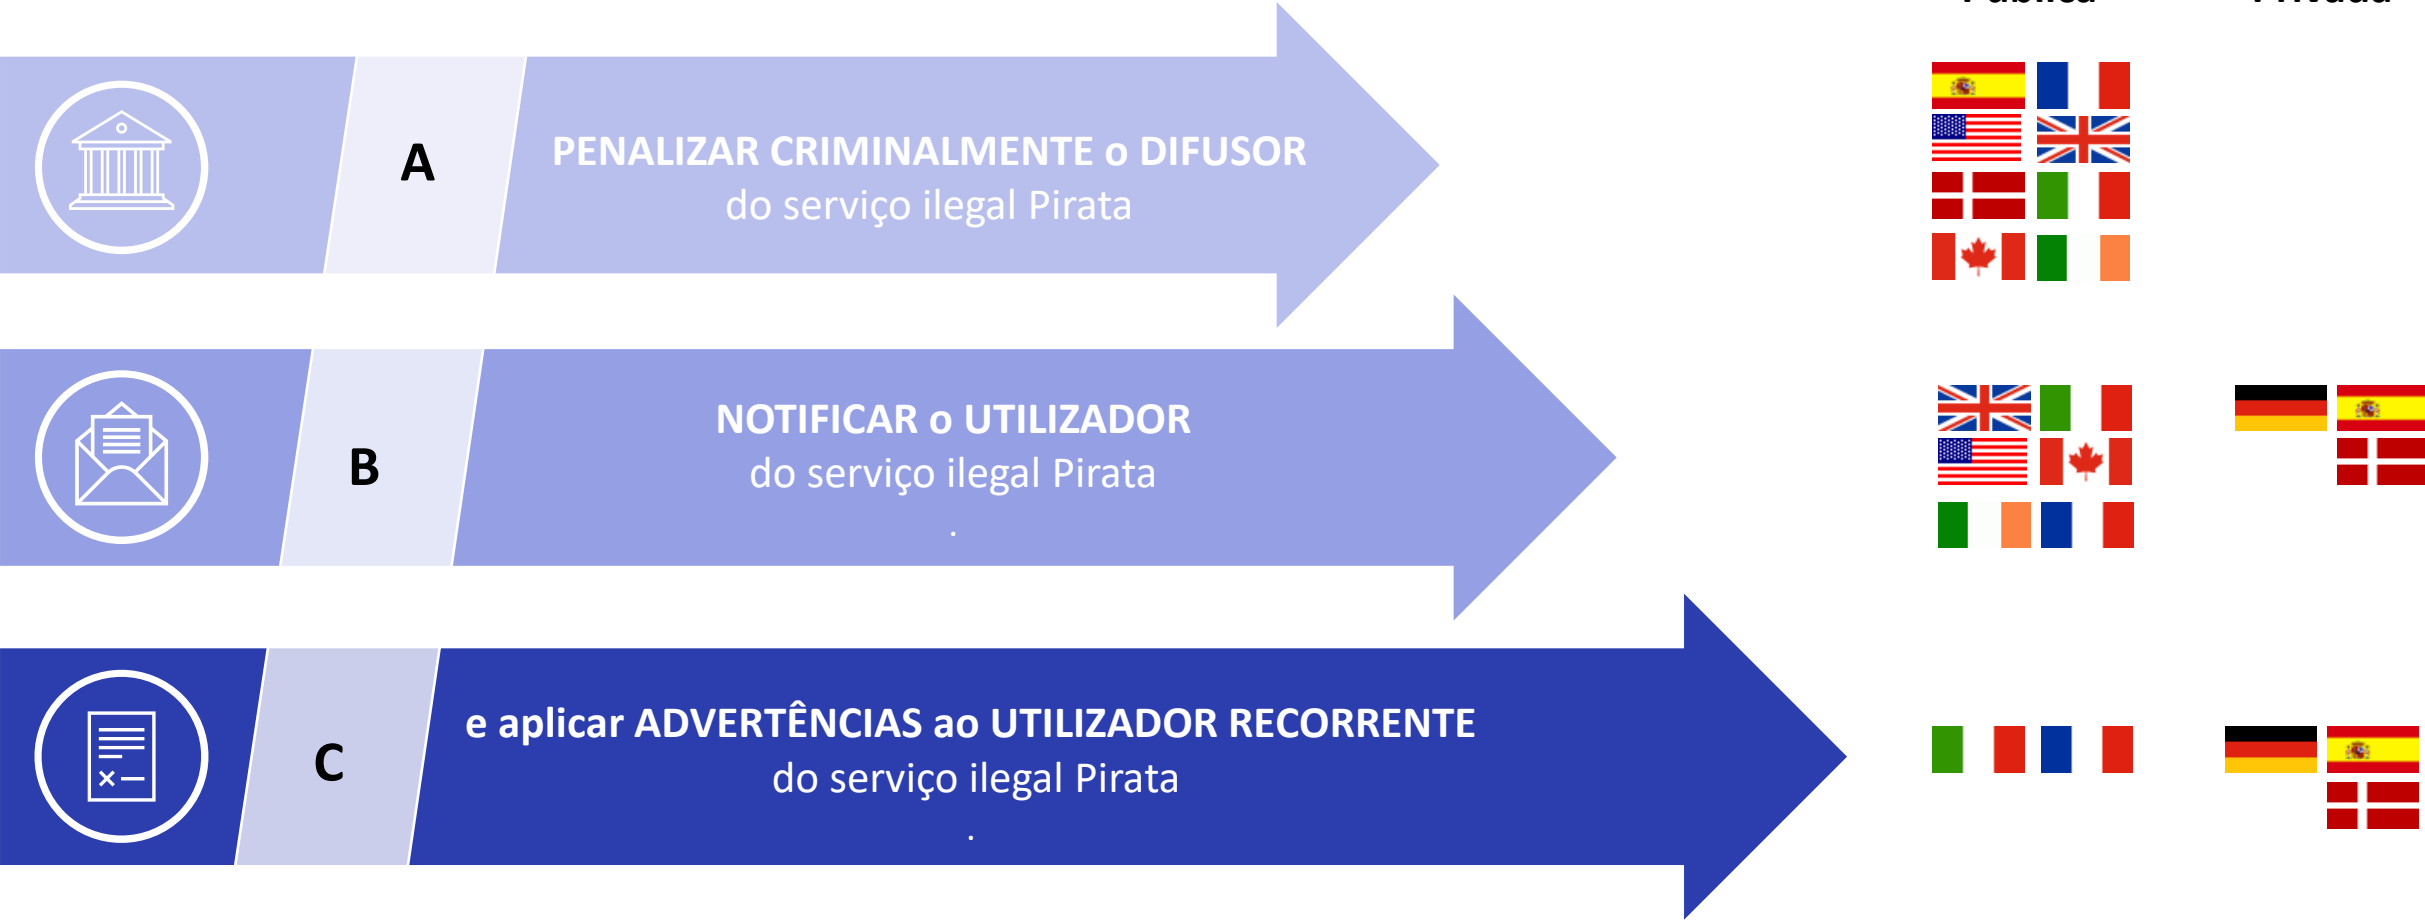 A
PENALIZAR CRIMINALMENTE o DIFUSOR
do serviço ilegal Pirata
B
NOTIFICAR o UTILIZADOR
do serviço ilegal Pirata
.
C
e aplicar ADVERTÊNCIAS ao UTILIZADOR RECORRENTE
do serviço ilegal Pirata
.